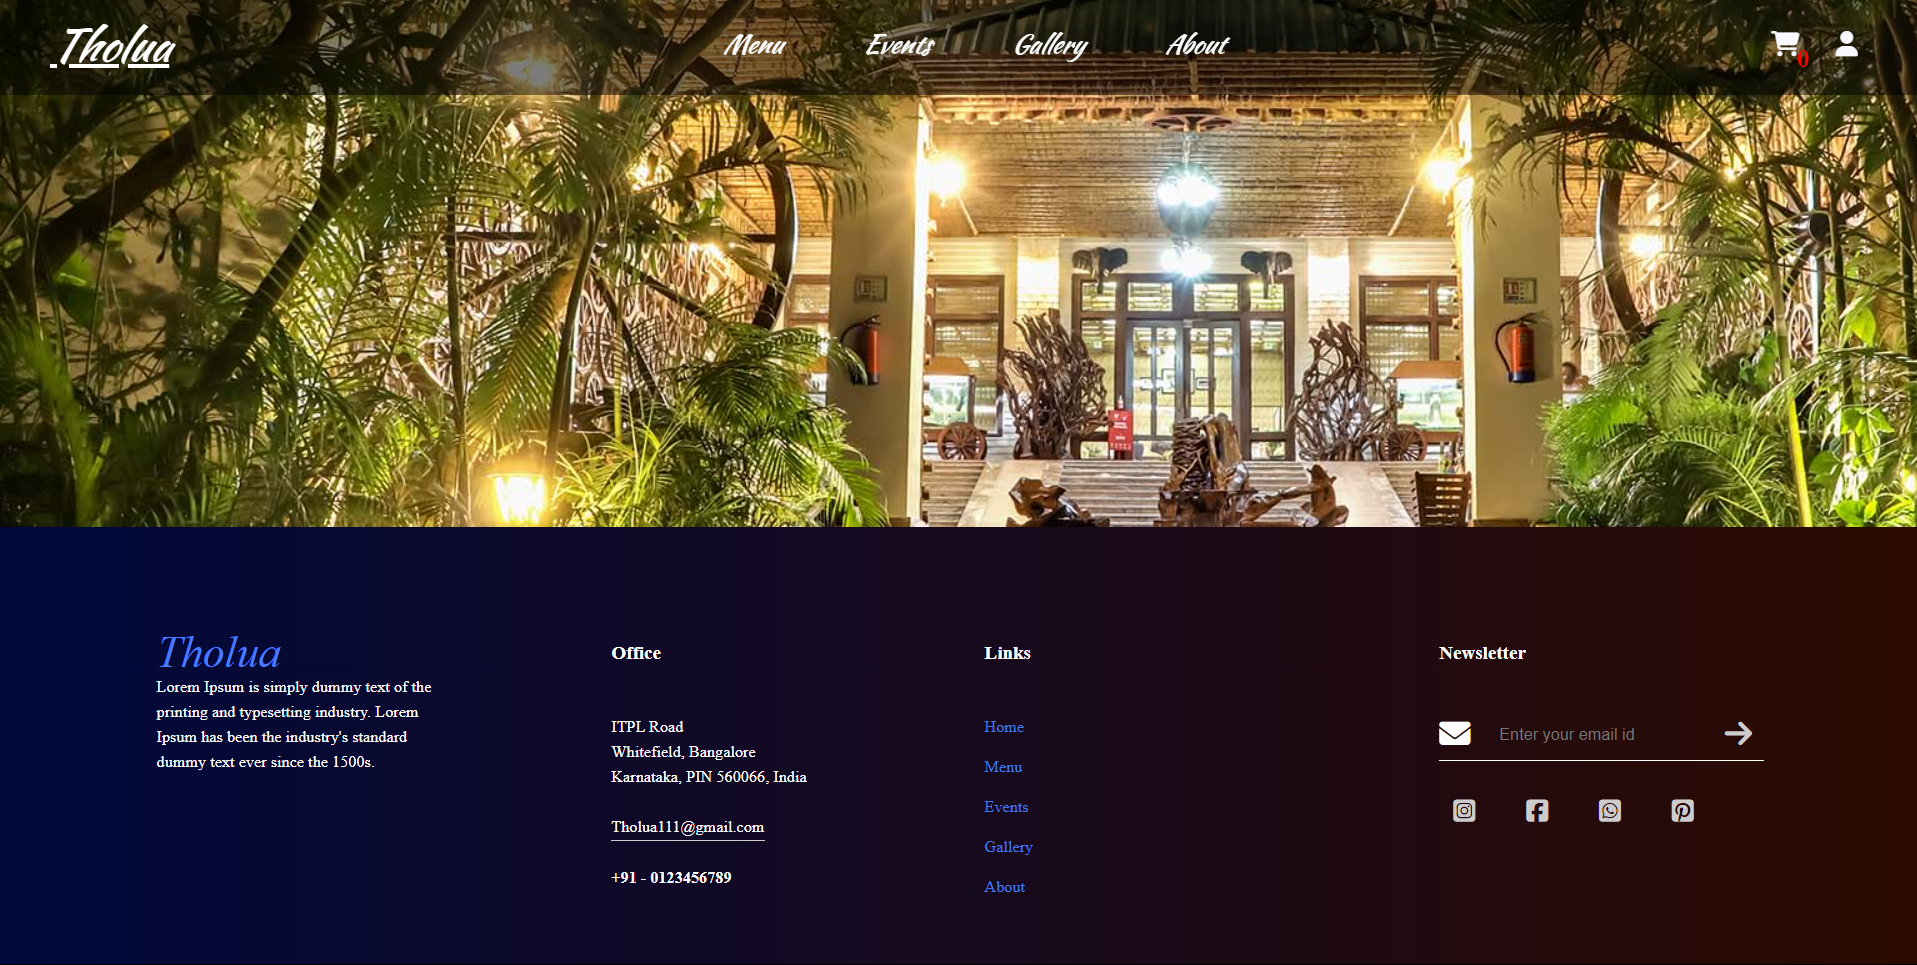 Tholua
Menu
Events
Gallery
About
0
Tholua
Lorem Ipsum is simply dummy text of the
printing and typesetting industry. Lorem
Ipsum has been the industry's standard
dummy text ever since the 1500s.
Office
ITPL Road
Whitefield, Bangalore
Karnataka, PIN 560066, India
Tholua111@gmail.com
+91 - 0123456789
Links
Home
Menu
Events
Gallery
About
Newsletter
Enter your email id